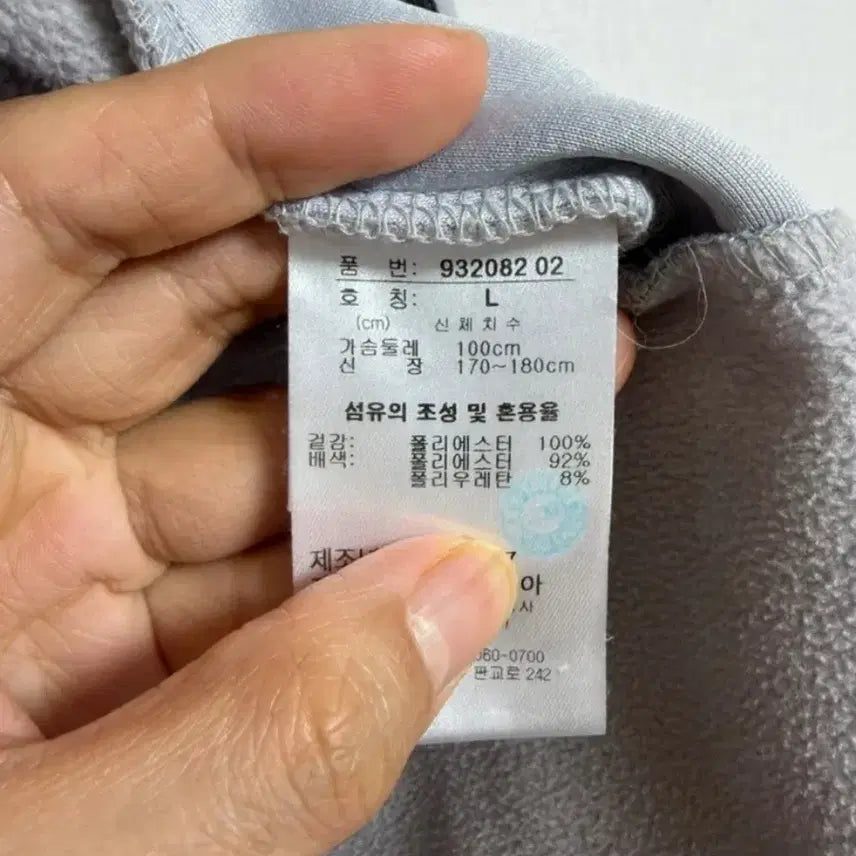 품 번: 932082 02
호 칭: L
(cm) 신체치수
가슴둘레 100cm
신 장 170~180cm
섬유의 조성 및 혼용율
겉감: 폴리에스터 100%
배색: 폴리에스터 92%
폴리우레탄 8%
060-0700
판교로 242